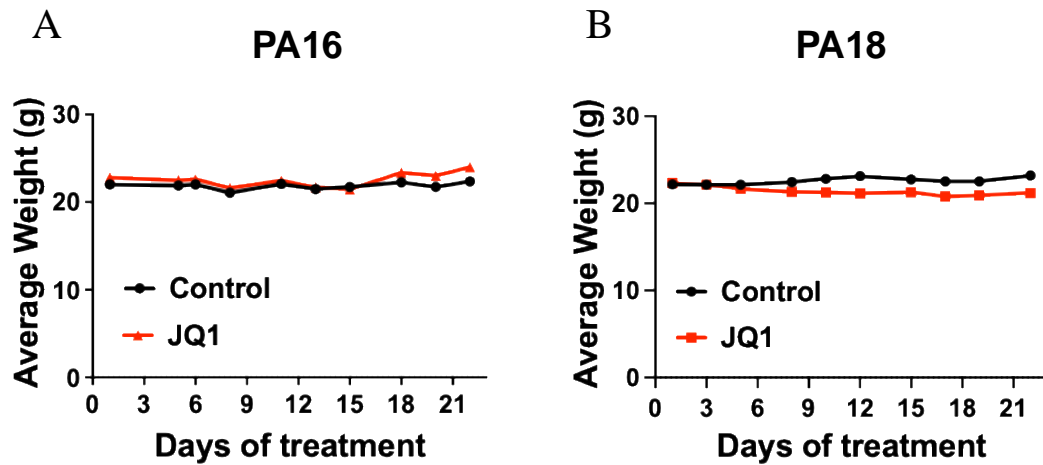 A
PA16
Average Weight (g)
30
20
10
0
Control
JQ1
0 3 6 9 12 15 18 21
Days of treatment
B
PA18
Average Weight (g)
30
20
10
0
Control
JQ1
0 3 6 9 12 15 18 21
Days of treatment